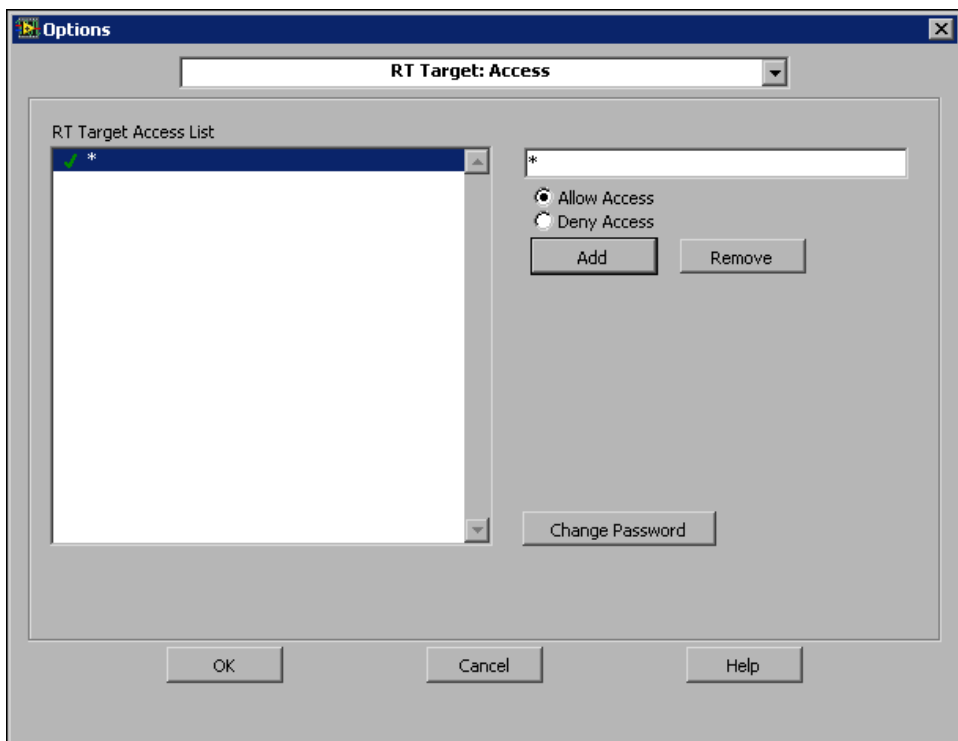 Options
RT Target: Access
RT Target Access List
*
*
Allow Access
Deny Access
Add Remove
Change Password
OK Cancel Help